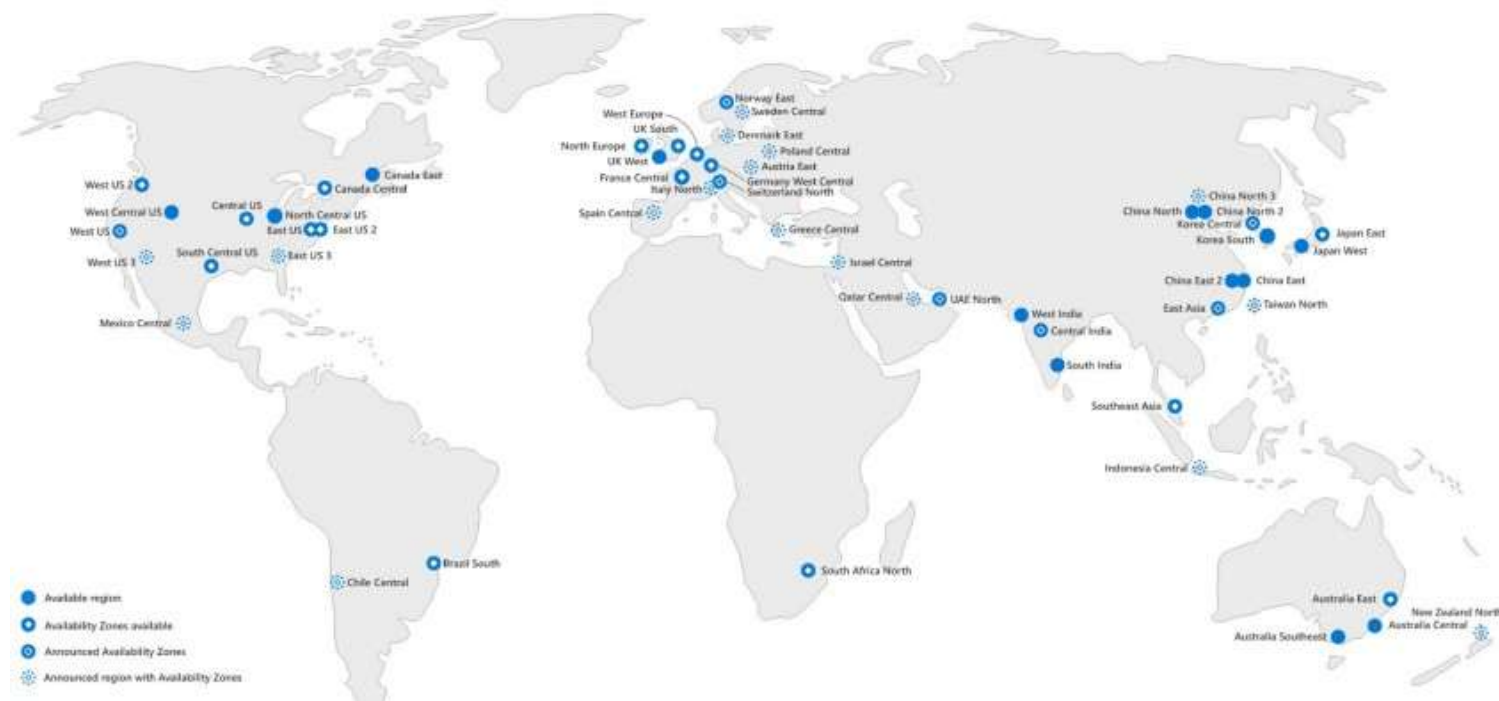 Norway East
Sweden Central
West Europe
UK South
Denmark East
North Europe
UK West
Poland Central
Austria East
France Central
Germany West Central
Italy North
Switzerland North
Spain Central
Greece Central
Israel Central
Qatar Central
UAE North
Canada East
West US 2
Canada Central
West Central US
Central US
North Central US
West US
East US
East US 2
South Central US
West US 3
East US 3
Mexico Central
China North 3
China North
China North 2
Korea Central
Korea South
Japan East
Japan West
China East 2
China East
East Asia
Taiwan North
West India
Central India
South India
Southeast Asia
Indonesia Central
Brazil South
Chile Central
South Africa North
Australia East
New Zealand North
Australia Central
Australia Southeast
Available region
Availability Zones available
Announced Availability Zones
Announced region with Availability Zones